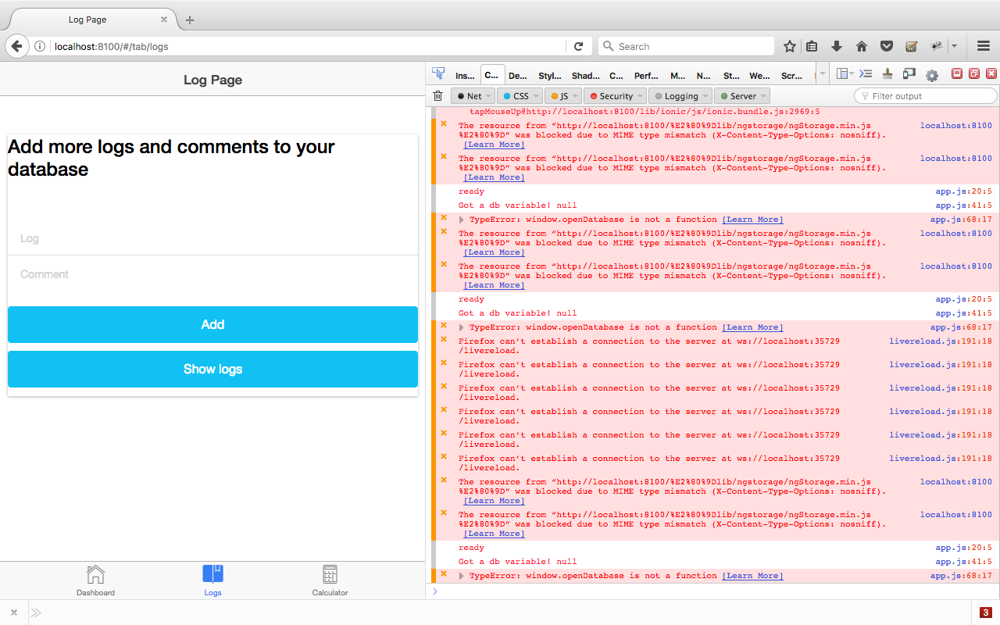 Log Page
localhost:8100/#/tab/logs
Search
Log Page
Add more logs and comments to your
database
Log
Comment
Add
Show logs
Dashboard
Logs
Calculator
Ins...
C...
De...
Styl...
Shad...
C...
Perf...
M...
N...
St...
We...
Scr...
Net
CSS
JS
Security
Logging
Server
Filter output
tapMouseUp@http://localhost:8100/lib/ionic/js/ionic.bundle.js:2969:5
The resource from “http://localhost:8100/%E2%80%9Dlib/ngstorage/ngStorage.min.js localhost:8100
%E2%80%9D” was blocked due to MIME type mismatch (X-Content-Type-Options: nosniff).
[Learn More]
The resource from “http://localhost:8100/%E2%80%9Dlib/ngstorage/ngStorage.min.js localhost:8100
%E2%80%9D” was blocked due to MIME type mismatch (X-Content-Type-Options: nosniff).
[Learn More]
ready app.js:20:5
Got a db variable! null app.js:41:5
TypeError: window.openDatabase is not a function [Learn More] app.js:68:17
The resource from “http://localhost:8100/%E2%80%9Dlib/ngstorage/ngStorage.min.js localhost:8100
%E2%80%9D” was blocked due to MIME type mismatch (X-Content-Type-Options: nosniff).
[Learn More]
The resource from “http://localhost:8100/%E2%80%9Dlib/ngstorage/ngStorage.min.js localhost:8100
%E2%80%9D” was blocked due to MIME type mismatch (X-Content-Type-Options: nosniff).
[Learn More]
ready app.js:20:5
Got a db variable! null app.js:41:5
TypeError: window.openDatabase is not a function [Learn More] app.js:68:17
Firefox can’t establish a connection to the server at ws://localhost:35729 livereload.js:191:18
/livereload.
Firefox can’t establish a connection to the server at ws://localhost:35729 livereload.js:191:18
/livereload.
Firefox can’t establish a connection to the server at ws://localhost:35729 livereload.js:191:18
/livereload.
Firefox can’t establish a connection to the server at ws://localhost:35729 livereload.js:191:18
/livereload.
Firefox can’t establish a connection to the server at ws://localhost:35729 livereload.js:191:18
/livereload.
Firefox can’t establish a connection to the server at ws://localhost:35729 livereload.js:191:18
/livereload.
The resource from “http://localhost:8100/%E2%80%9Dlib/ngstorage/ngStorage.min.js localhost:8100
%E2%80%9D” was blocked due to MIME type mismatch (X-Content-Type-Options: nosniff).
[Learn More]
The resource from “http://localhost:8100/%E2%80%9Dlib/ngstorage/ngStorage.min.js localhost:8100
%E2%80%9D” was blocked due to MIME type mismatch (X-Content-Type-Options: nosniff).
[Learn More]
ready app.js:20:5
Got a db variable! null app.js:41:5
TypeError: window.openDatabase is not a function [Learn More] app.js:68:17
3